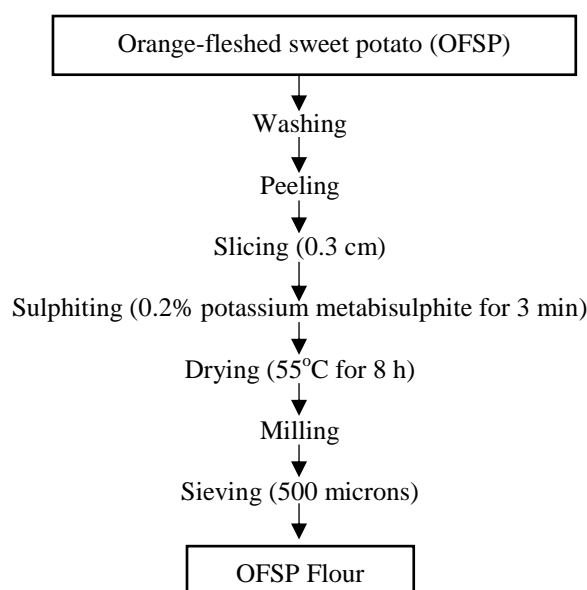 Orange-fleshed sweet potato (OFSP)
Washing
Peeling
Slicing (0.3 cm)
Sulphiting (0.2% potassium metabisulphite for 3 min)
Drying (55°C for 8 h)
Milling
Sieving (500 microns)
OFSP Flour